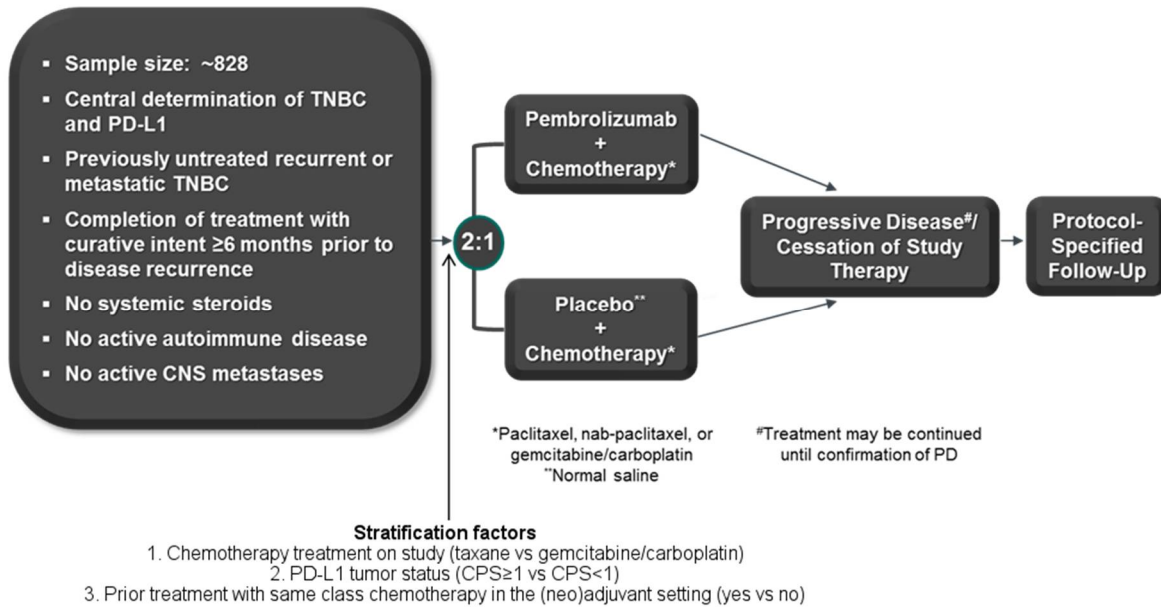 ▪ Sample size: ~828
▪ Central determination of TNBC
and PD-L1
▪ Previously untreated recurrent or
metastatic TNBC
▪ Completion of treatment with
curative intent ≥6 months prior to
disease recurrence
▪ No systemic steroids
▪ No active autoimmune disease
▪ No active CNS metastases
2:1
Pembrolizumab
+
Chemotherapy*
Placebo**
+
Chemotherapy*
Progressive Disease#/
Cessation of Study
Therapy
Protocol-
Specified
Follow-Up
*Paclitaxel, nab-paclitaxel, or
gemcitabine/carboplatin
**Normal saline
#Treatment may be continued
until confirmation of PD
Stratification factors
1. Chemotherapy treatment on study (taxane vs gemcitabine/carboplatin)
2. PD-L1 tumor status (CPS≥1 vs CPS<1)
3. Prior treatment with same class chemotherapy in the (neo)adjuvant setting (yes vs no)